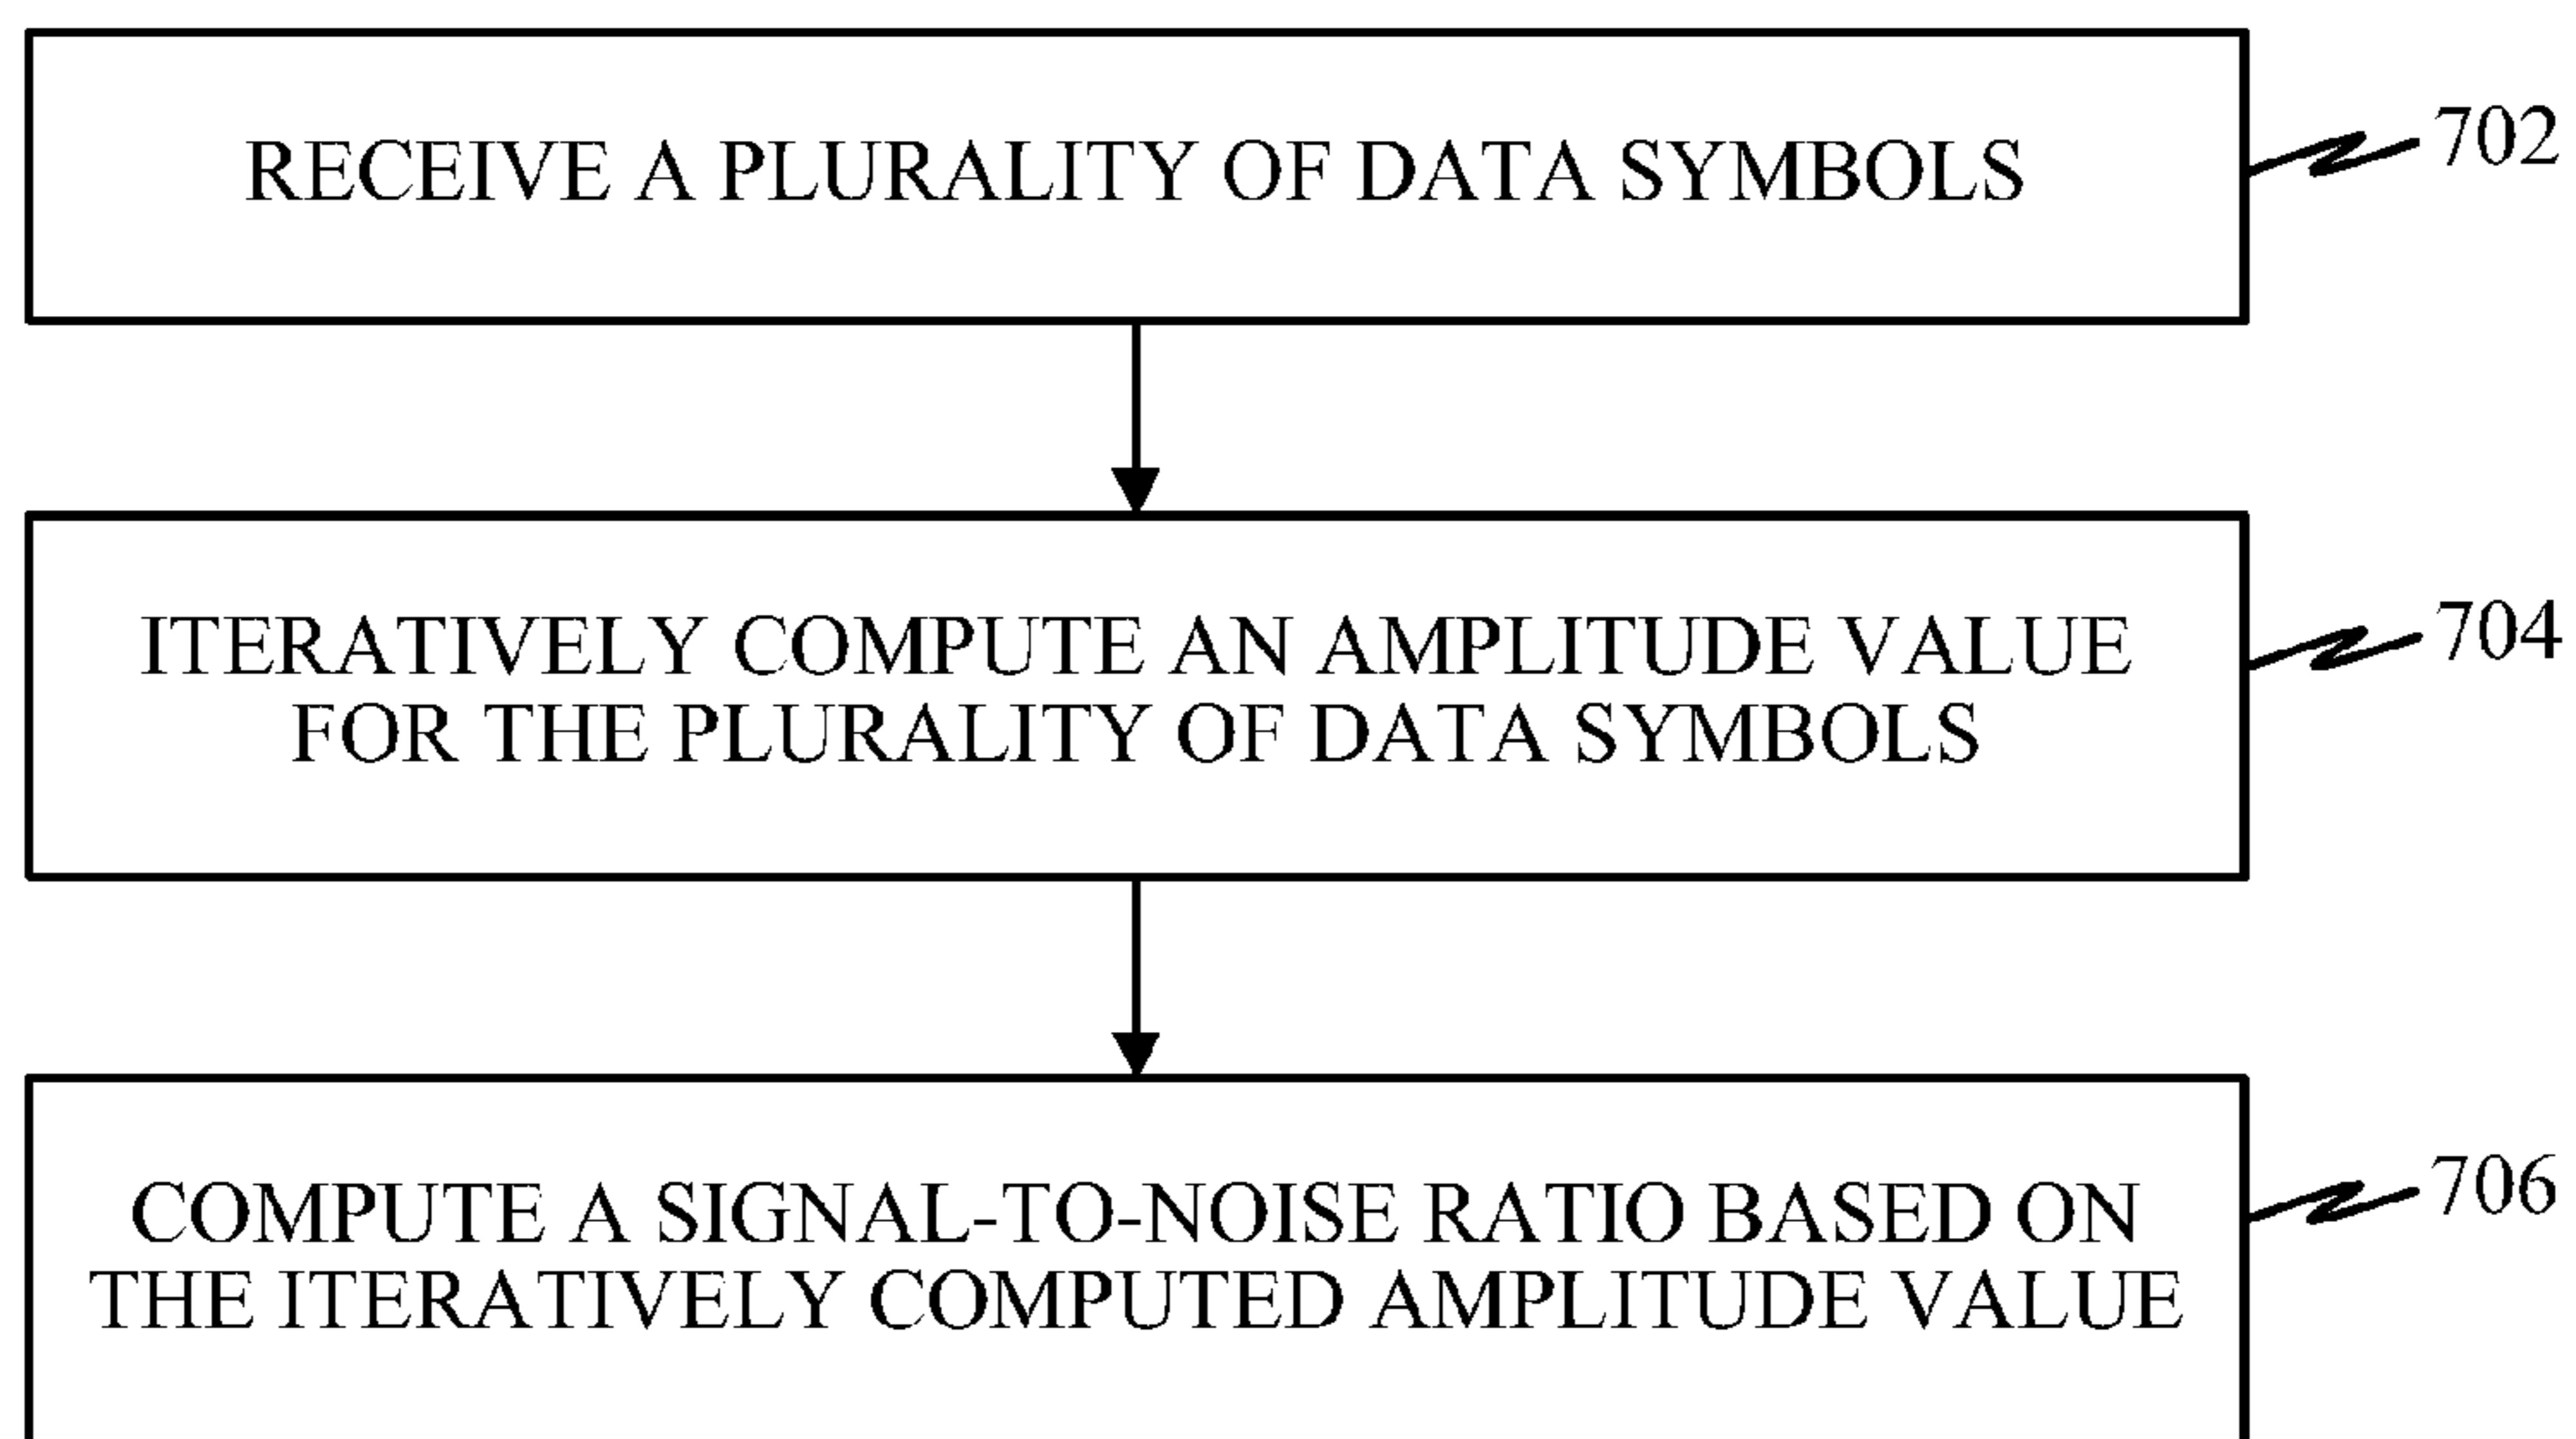 RECEIVE A PLURALITY OF DATA SYMBOLS
702
ITERATIVELY COMPUTE AN AMPLITUDE VALUE
FOR THE PLURALITY OF DATA SYMBOLS
704
COMPUTE A SIGNAL-TO-NOISE RATIO BASED ON
THE ITERATIVELY COMPUTED AMPLITUDE VALUE
706